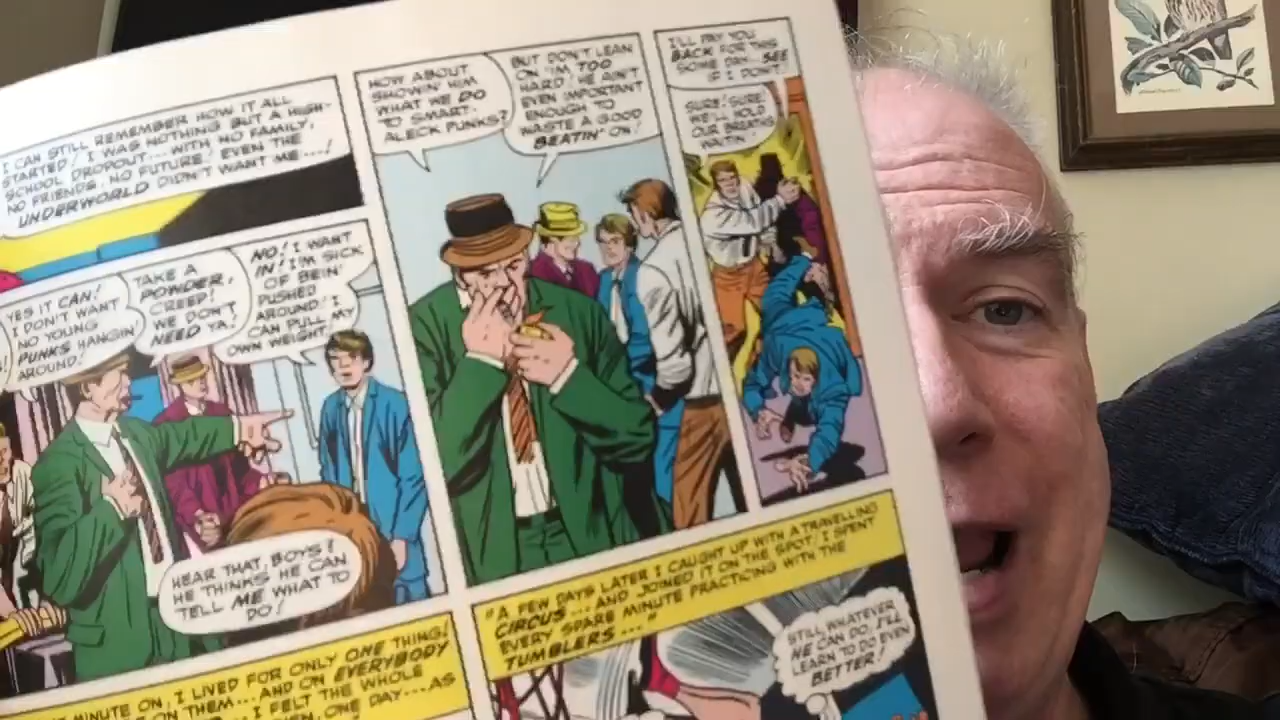 I CAN STILL REMEMBER HOW IT ALL
STARTED! I WAS NOTHING BUT A HIGH-
SCHOOL DROPOUT... WITH NO FAMILY,
NO FRIENDS, NO FUTURE! EVEN THE
UNDERWORLD DIDN'T WANT ME...!
YES IT CAN!
I DON'T WANT
NO YOUNG
PUNKS HANGIN'
AROUND!
TAKE A
POWDER,
CREEP!
WE DON'T
NEED YA!
NO! I WANT
IN! I'M SICK
OF BEIN'
PUSHED
AROUND! I
CAN PULL MY
OWN WEIGHT!
HEAR THAT, BOYS?
HE THINKS HE CAN
TELL ME WHAT TO
DO!
HOW ABOUT
SHOWIN' HIM
WHAT WE DO
TO SMART-
ALECK PUNKS?
BUT DON'T LEAN
ON 'IM TOO
HARD! HE AIN'T
EVEN IMPORTANT
ENOUGH TO
WASTE A GOOD
BEATIN' ON!
I'LL PAY YOU
BACK FOR THIS
SOME DAY--SEE
IF I DON'T!
SURE! SURE!
WE'LL HOLD
OUR BREATHS
WAITIN'!
MINUTE ON, I LIVED FOR ONLY ONE THING!
ON THEM... AND ON EVERYBODY
I FELT THE WHOLE
ONE DAY...AS
"A FEW DAYS LATER I CAUGHT UP WITH A TRAVELLING
CIRCUS... AND JOINED IT ON THE SPOT! I SPENT
EVERY SPARE MINUTE PRACTICING WITH THE
TUMBLERS..."
STILL, WHATEVER
HE CAN DO, I'LL
LEARN TO DO EVEN
BETTER!